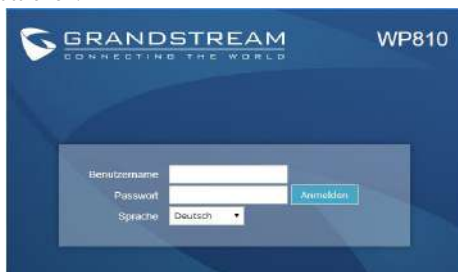 GRANDSTREAM
WP810
CONNECTING THE WORLD
Benutzername
Passwort
Anmelden
Sprache
Deutsch